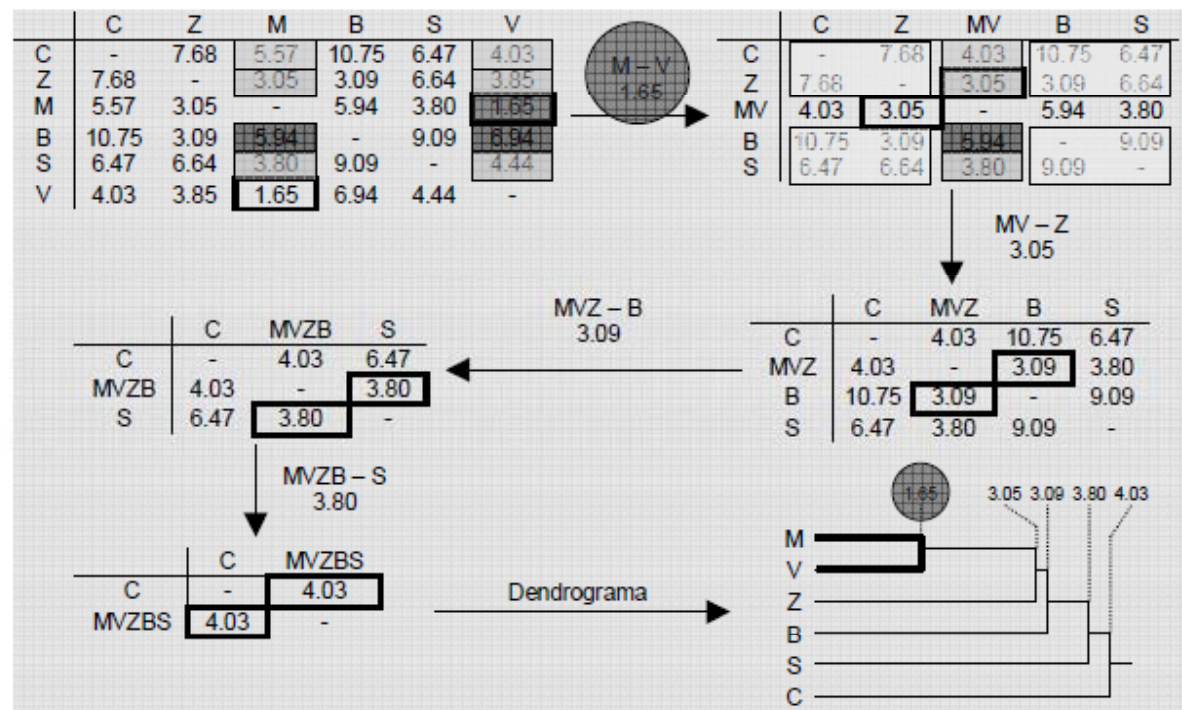 C Z M B S V
C - 7.68 5.57 10.75 6.47 4.03
Z 7.68 - 3.05 3.09 6.64 3.85
M 5.57 3.05 - 5.94 3.80 1.65
B 10.75 3.09 5.94 - 9.09 6.94
S 6.47 6.64 3.80 9.09 - 4.44
V 4.03 3.85 1.65 6.94 4.44 -
M – V
1.65
C Z MV B S
C - 7.68 4.03 10.75 6.47
Z 7.68 - 3.05 3.09 6.64
MV 4.03 3.05 - 5.94 3.80
B 10.75 3.09 5.94 - 9.09
S 6.47 6.64 3.80 9.09 -
MV – Z
3.05
C MVZ B S
C - 4.03 10.75 6.47
MVZ 4.03 - 3.09 3.80
B 10.75 3.09 - 9.09
S 6.47 3.80 9.09 -
MVZ – B
3.09
C MVZB S
C - 4.03 6.47
MVZB 4.03 - 3.80
S 6.47 3.80 -
MVZB – S
3.80
C MVZBS
C - 4.03
MVZBS 4.03 -
Dendrograma
1.65 3.05 3.09 3.80 4.03
M
V
Z
B
S
C